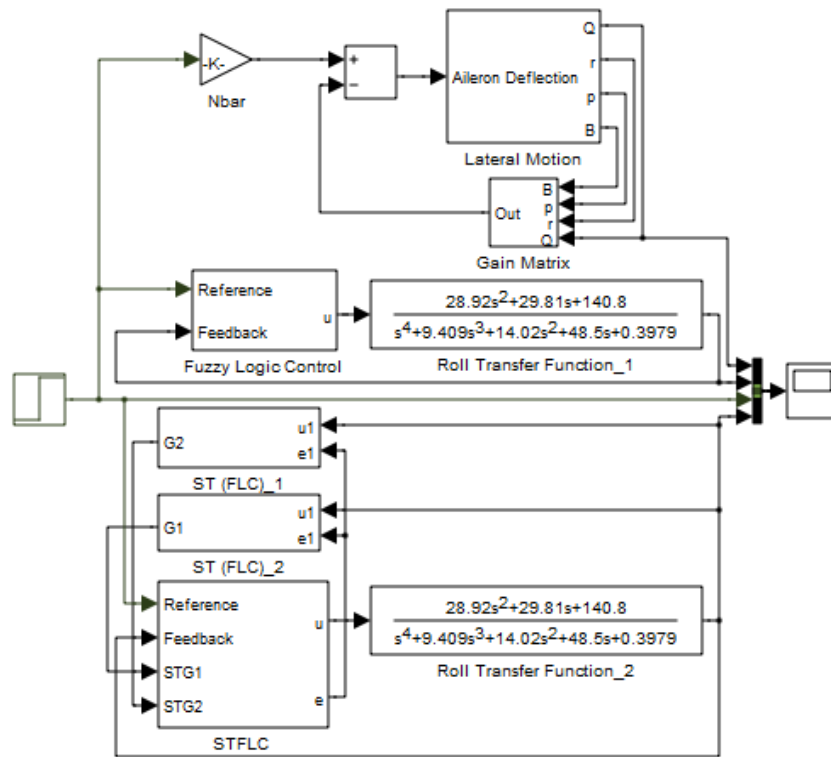 -K-
Nbar
+
−
Aileron Deflection
Q
r
p
B
Lateral Motion
Out
B
p
r
Q
Gain Matrix
Reference
Feedback
u
Fuzzy Logic Control
28.92s²+29.81s+140.8
s⁴+9.409s³+14.02s²+48.5s+0.3979
Roll Transfer Function_1
G2
u1
e1
ST (FLC)_1
G1
u1
e1
ST (FLC)_2
Reference
Feedback
STG1
STG2
u
e
STFLC
28.92s²+29.81s+140.8
s⁴+9.409s³+14.02s²+48.5s+0.3979
Roll Transfer Function_2